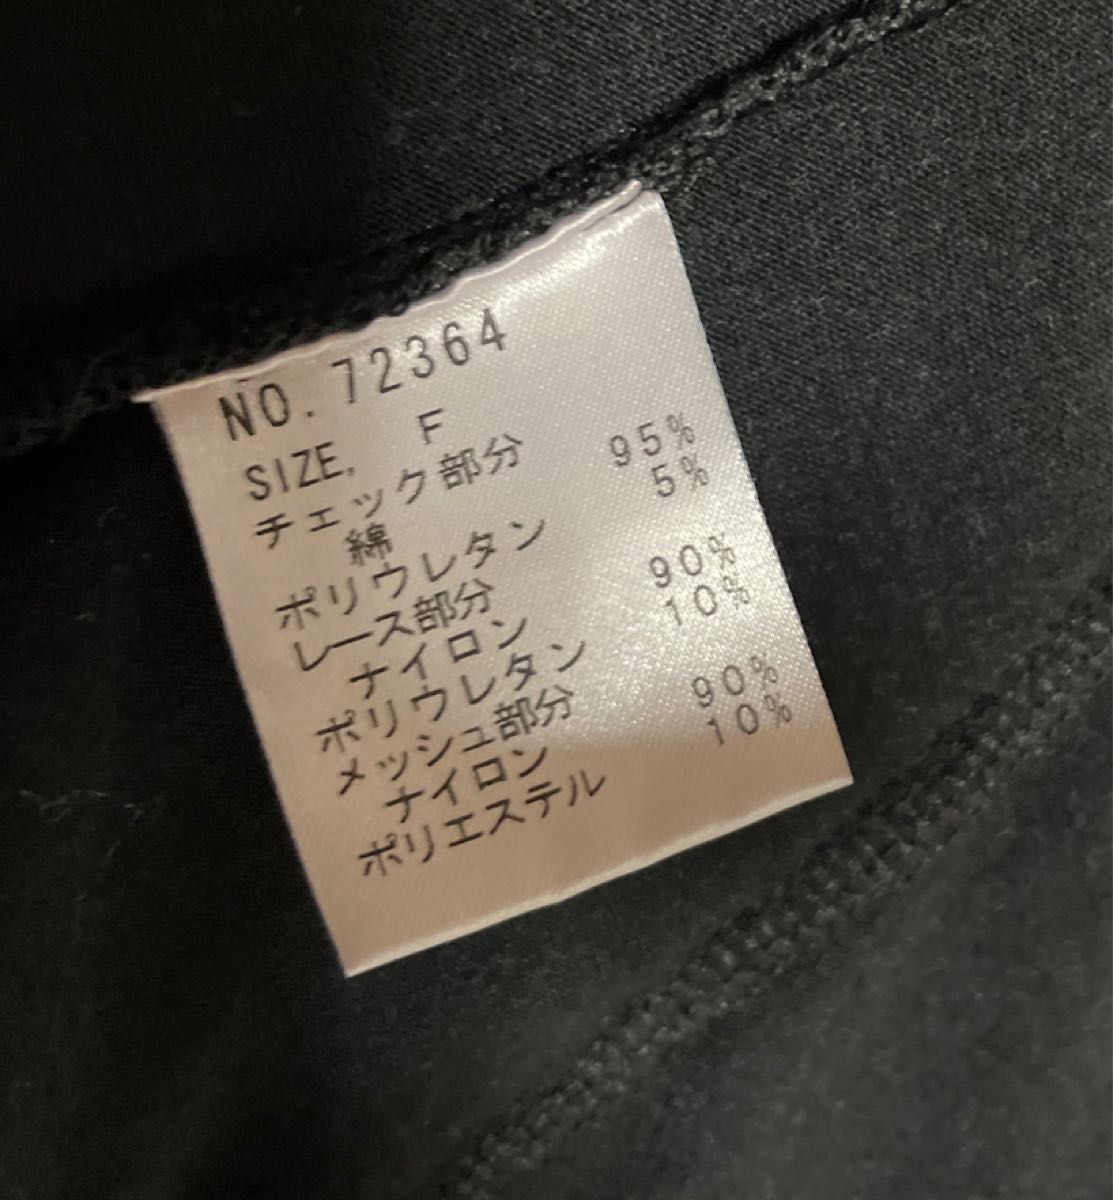 NO. 72364
SIZE. F
チェック部分
綿 95%
ポリウレタン 5%
レース部分
ナイロン 90%
ポリウレタン 10%
メッシュ部分
ナイロン 90%
ポリエステル 10%